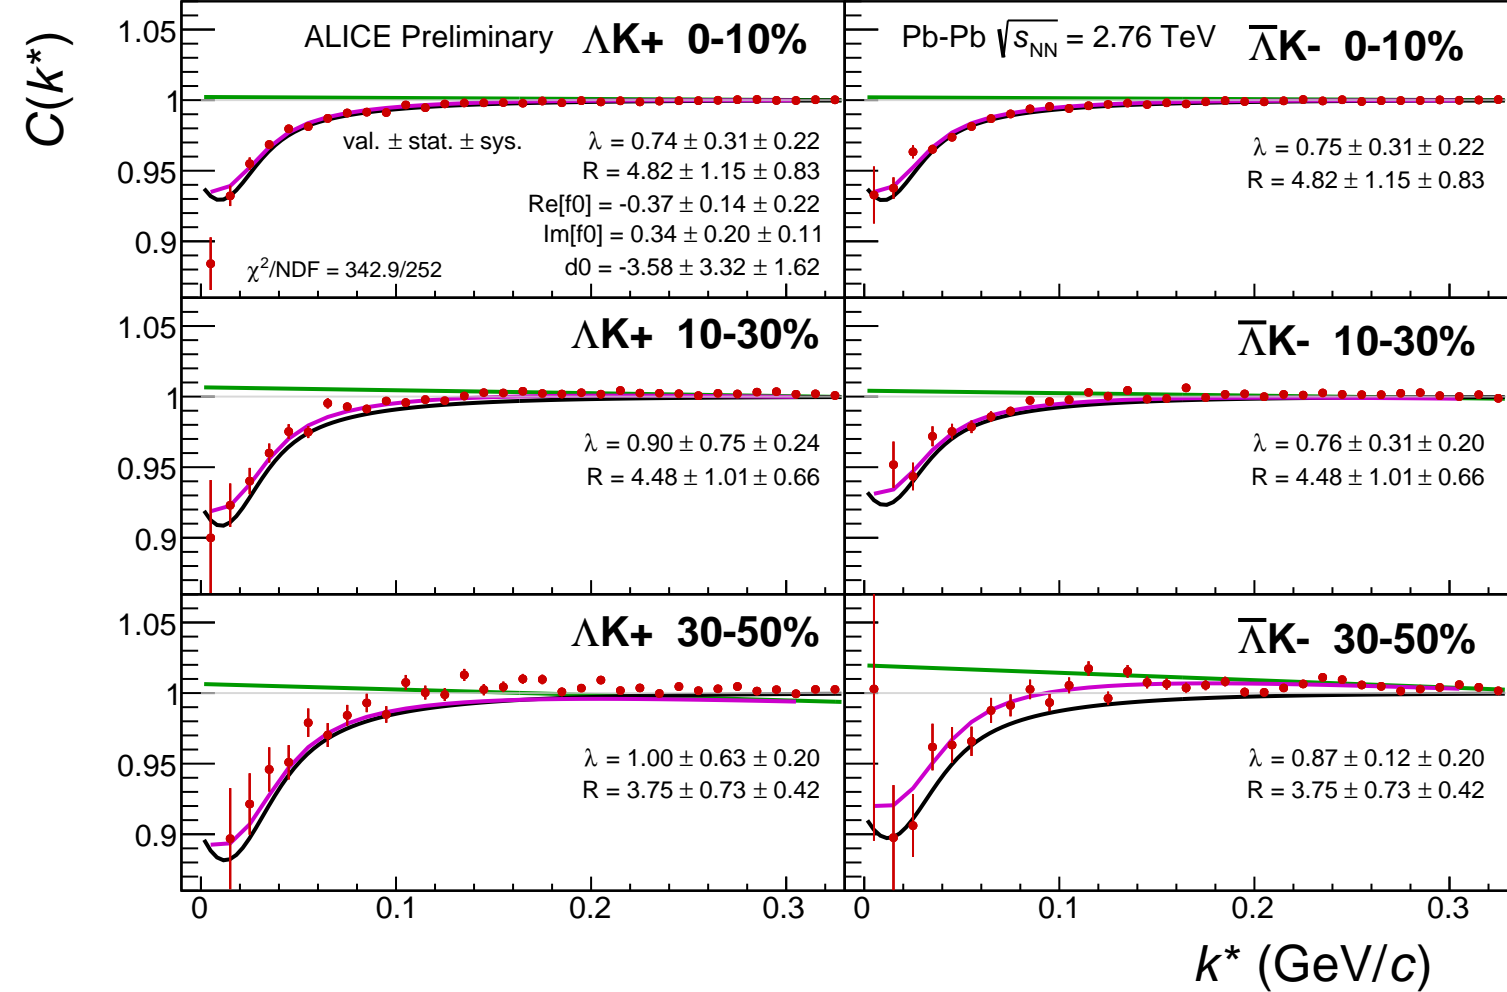 C(k*)
ALICE Preliminary ΛK+ 0-10%
val. ± stat. ± sys.
λ = 0.74 ± 0.31 ± 0.22
R = 4.82 ± 1.15 ± 0.83
Re[f0] = -0.37 ± 0.14 ± 0.22
Im[f0] = 0.34 ± 0.20 ± 0.11
d0 = -3.58 ± 3.32 ± 1.62
χ²/NDF = 342.9/252
1.05
1
0.95
0.9
Pb-Pb √sNN = 2.76 TeV Λ̅K- 0-10%
λ = 0.75 ± 0.31 ± 0.22
R = 4.82 ± 1.15 ± 0.83
ΛK+ 10-30%
λ = 0.90 ± 0.75 ± 0.24
R = 4.48 ± 1.01 ± 0.66
1.05
1
0.95
0.9
Λ̅K- 10-30%
λ = 0.76 ± 0.31 ± 0.20
R = 4.48 ± 1.01 ± 0.66
ΛK+ 30-50%
λ = 1.00 ± 0.63 ± 0.20
R = 3.75 ± 0.73 ± 0.42
1.05
1
0.95
0.9
Λ̅K- 30-50%
λ = 0.87 ± 0.12 ± 0.20
R = 3.75 ± 0.73 ± 0.42
0 0.1 0.2 0.3
0 0.1 0.2 0.3
k* (GeV/c)